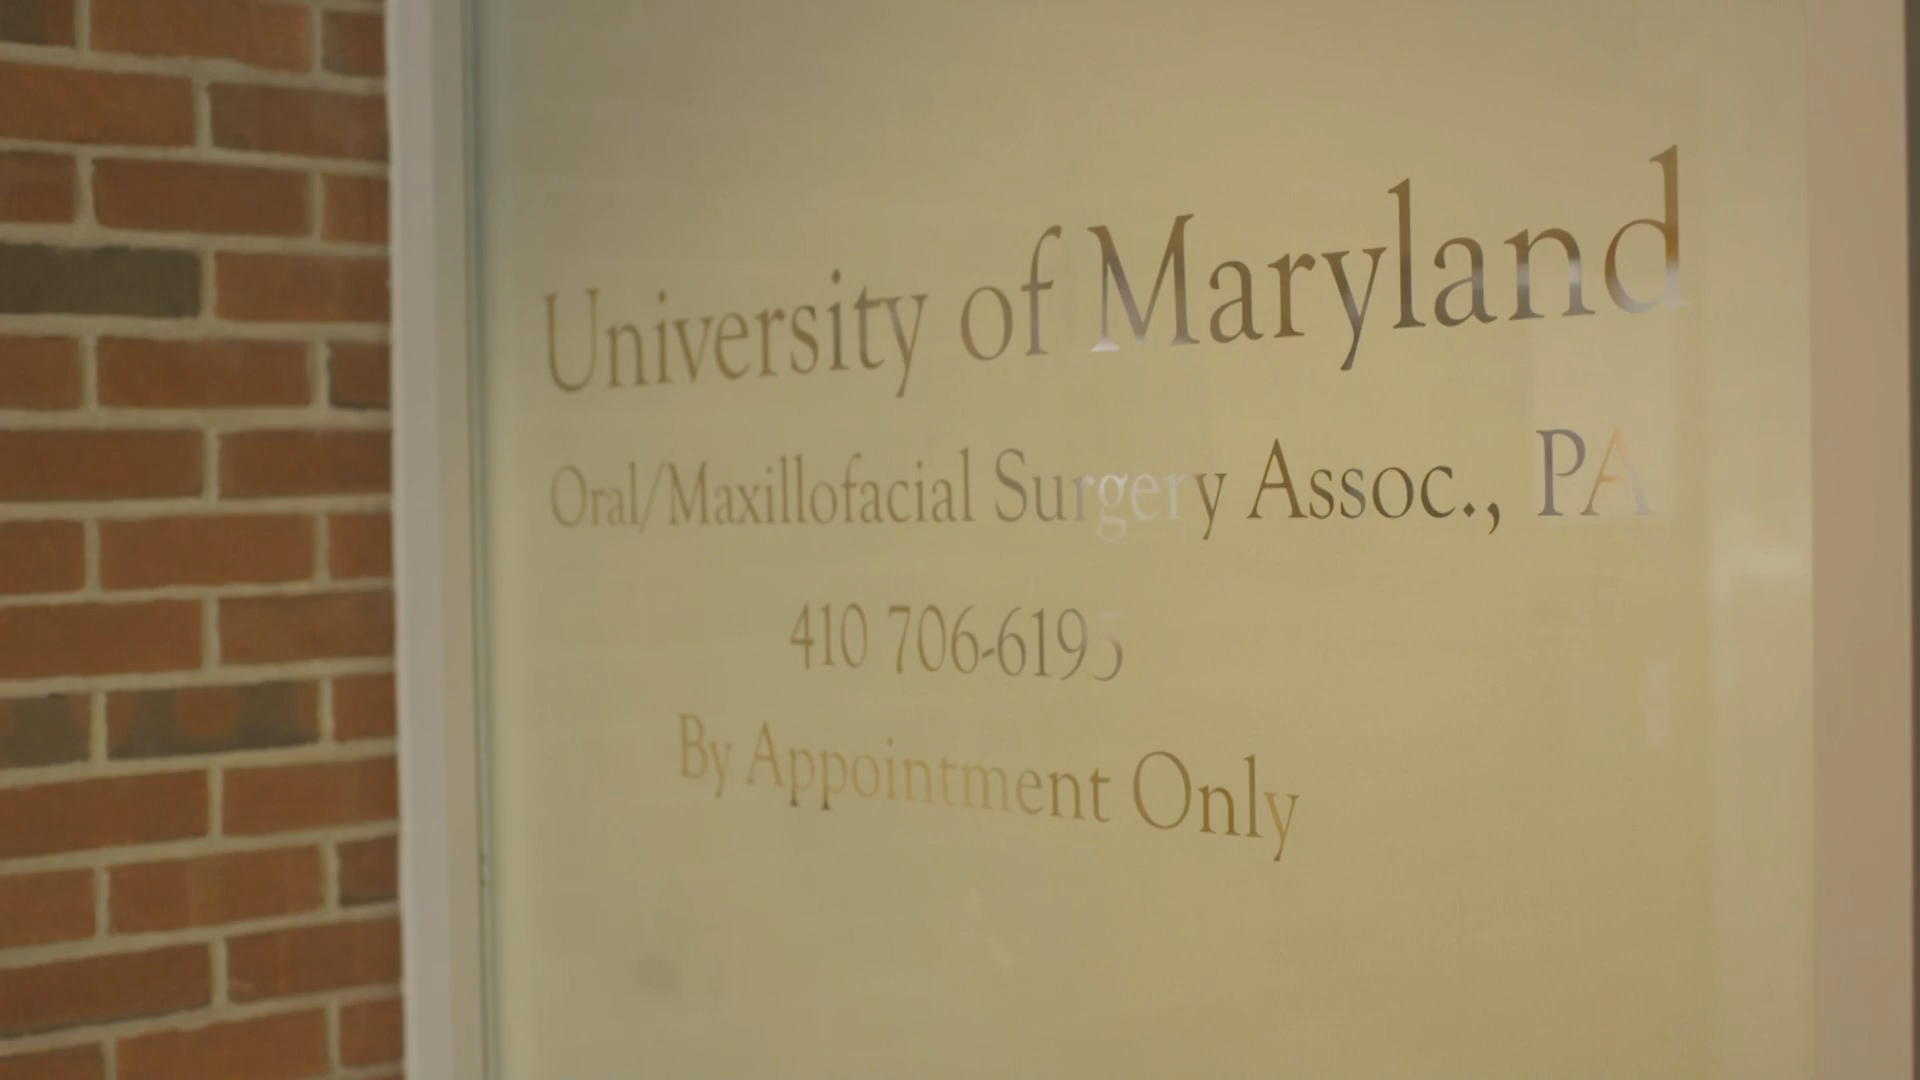 University of Maryland
Oral/Maxillofacial Surgery Assoc., PA
410 706-6195
By Appointment Only